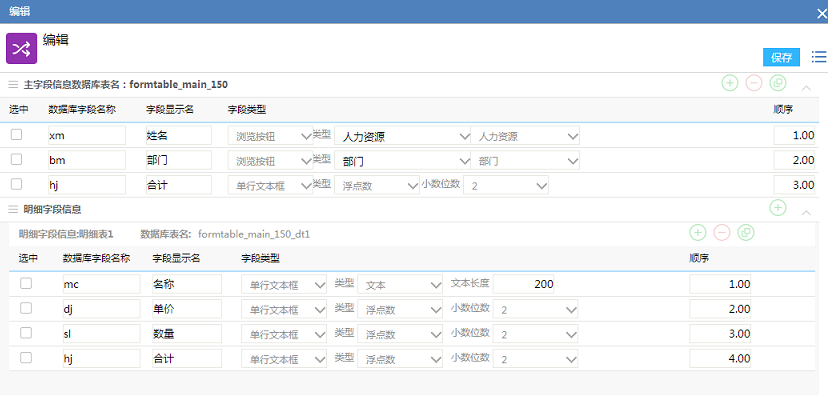 编辑
编辑
保存
主字段信息数据库表名：formtable_main_150
选中 数据库字段名称 字段显示名 字段类型 顺序
xm 姓名 浏览按钮 类型 人力资源 人力资源 1.00
bm 部门 浏览按钮 类型 部门 部门 2.00
hj 合计 单行文本框 类型 浮点数 小数位数 2 3.00
明细字段信息
明细字段信息:明细表1 数据库表名: formtable_main_150_dt1
选中 数据库字段名称 字段显示名 字段类型 顺序
mc 名称 单行文本框 类型 文本 文本长度 200 1.00
dj 单价 单行文本框 类型 浮点数 小数位数 2 2.00
sl 数量 单行文本框 类型 浮点数 小数位数 2 3.00
hj 合计 单行文本框 类型 浮点数 小数位数 2 4.00